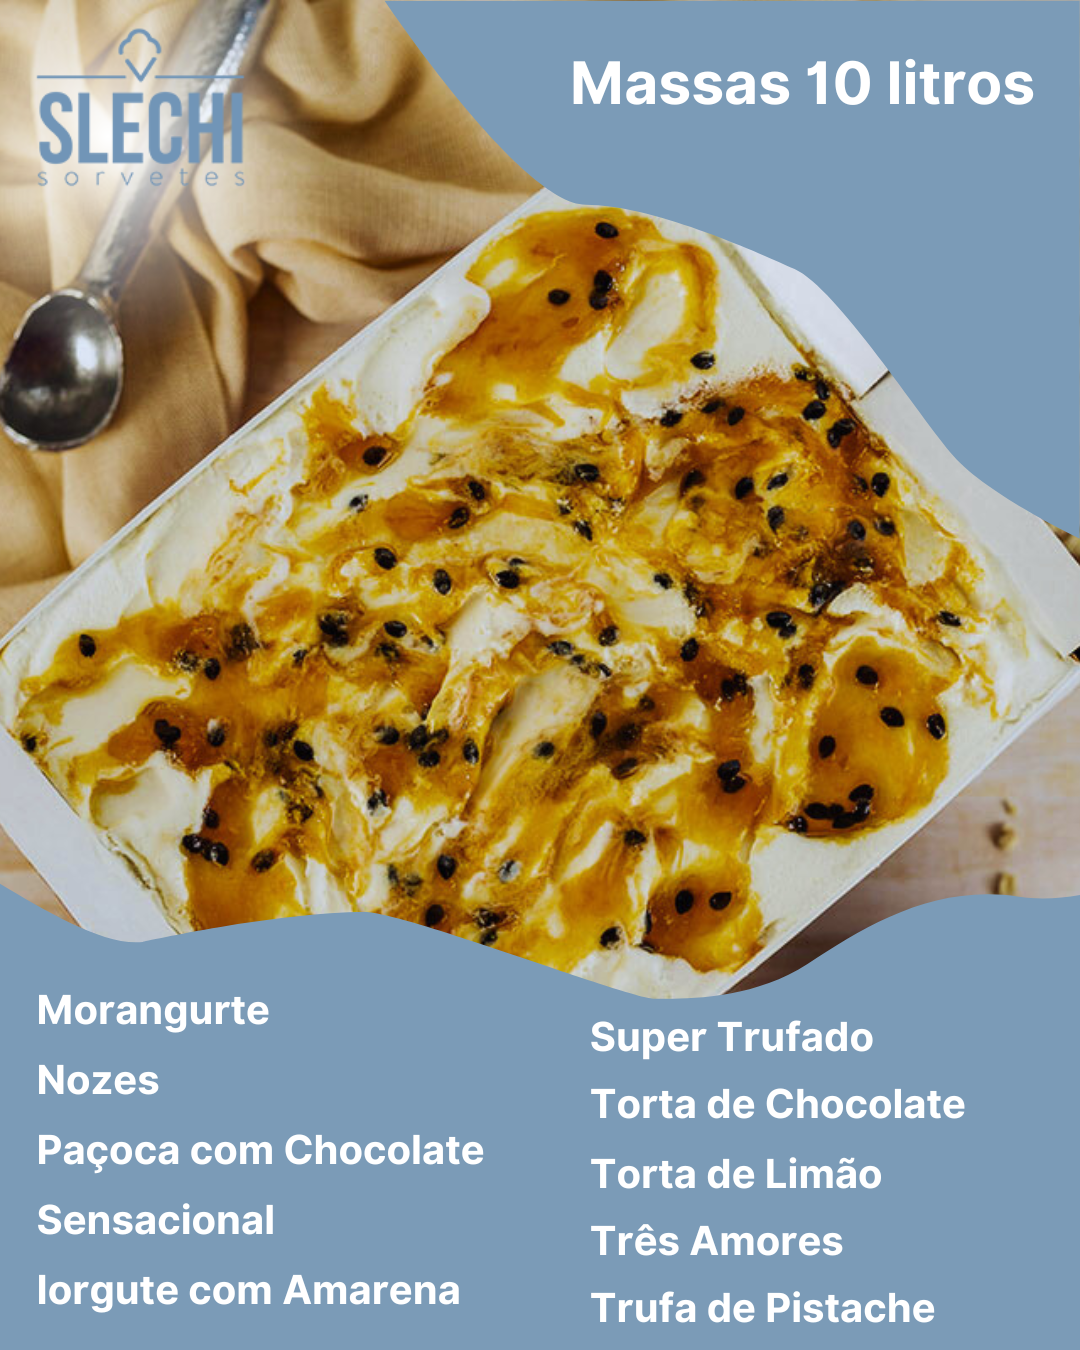 SLECHI
sorvetes
Massas 10 litros
Morangurte
Nozes
Paçoca com Chocolate
Sensacional
Iorgute com Amarena
Super Trufado
Torta de Chocolate
Torta de Limão
Três Amores
Trufa de Pistache